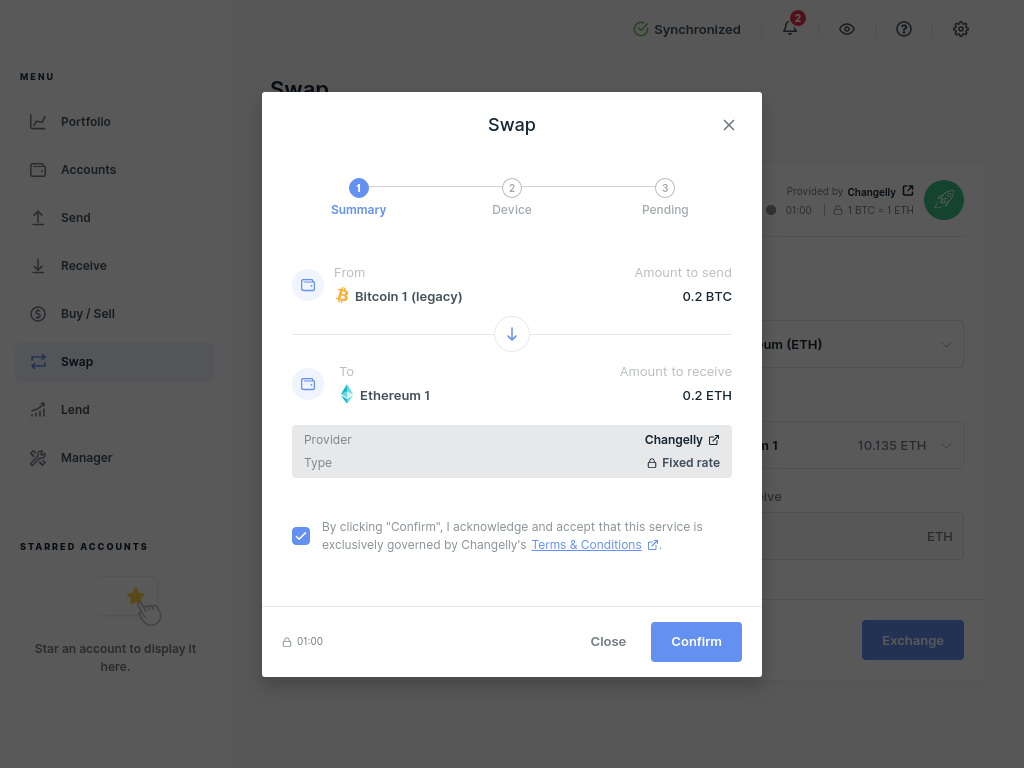 Synchronized
2
MENU
Portfolio
Accounts
Send
Receive
Buy / Sell
Swap
Lend
Manager
STARRED ACCOUNTS
Star an account to display it
here.
Swap
Provided by Changelly
01:00
1 BTC = 1 ETH
(ETH)
1
10.135 ETH
ETH
Exchange
Swap
1
2
3
Summary
Device
Pending
From
Amount to send
Bitcoin 1 (legacy)
0.2 BTC
To
Amount to receive
Ethereum 1
0.2 ETH
Provider
Changelly
Type
Fixed rate
By clicking "Confirm", I acknowledge and accept that this service is
exclusively governed by Changelly's Terms & Conditions .
01:00
Close
Confirm